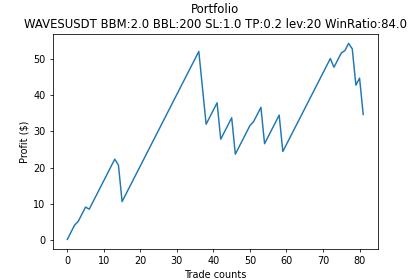 Portfolio
WAVESUSDT BBM:2.0 BBL:200 SL:1.0 TP:0.2 lev:20 WinRatio:84.0
50
40
30
20
10
0
Profit ($)
0 10 20 30 40 50 60 70 80
Trade counts